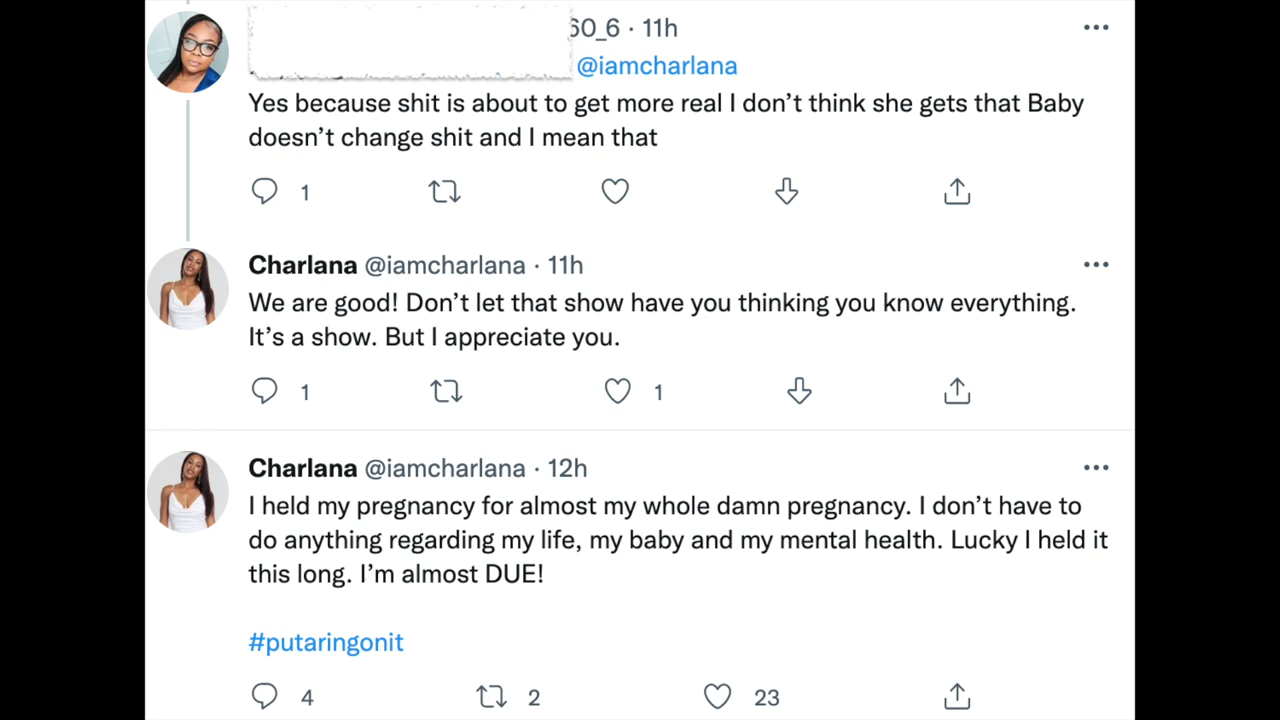 60_6 · 11h
@iamcharlana
Yes because shit is about to get more real I don’t think she gets that Baby
doesn’t change shit and I mean that
1
Charlana @iamcharlana · 11h
We are good! Don’t let that show have you thinking you know everything.
It’s a show. But I appreciate you.
1 1
Charlana @iamcharlana · 12h
I held my pregnancy for almost my whole damn pregnancy. I don’t have to
do anything regarding my life, my baby and my mental health. Lucky I held it
this long. I’m almost DUE!
#putaringonit
4 2 23